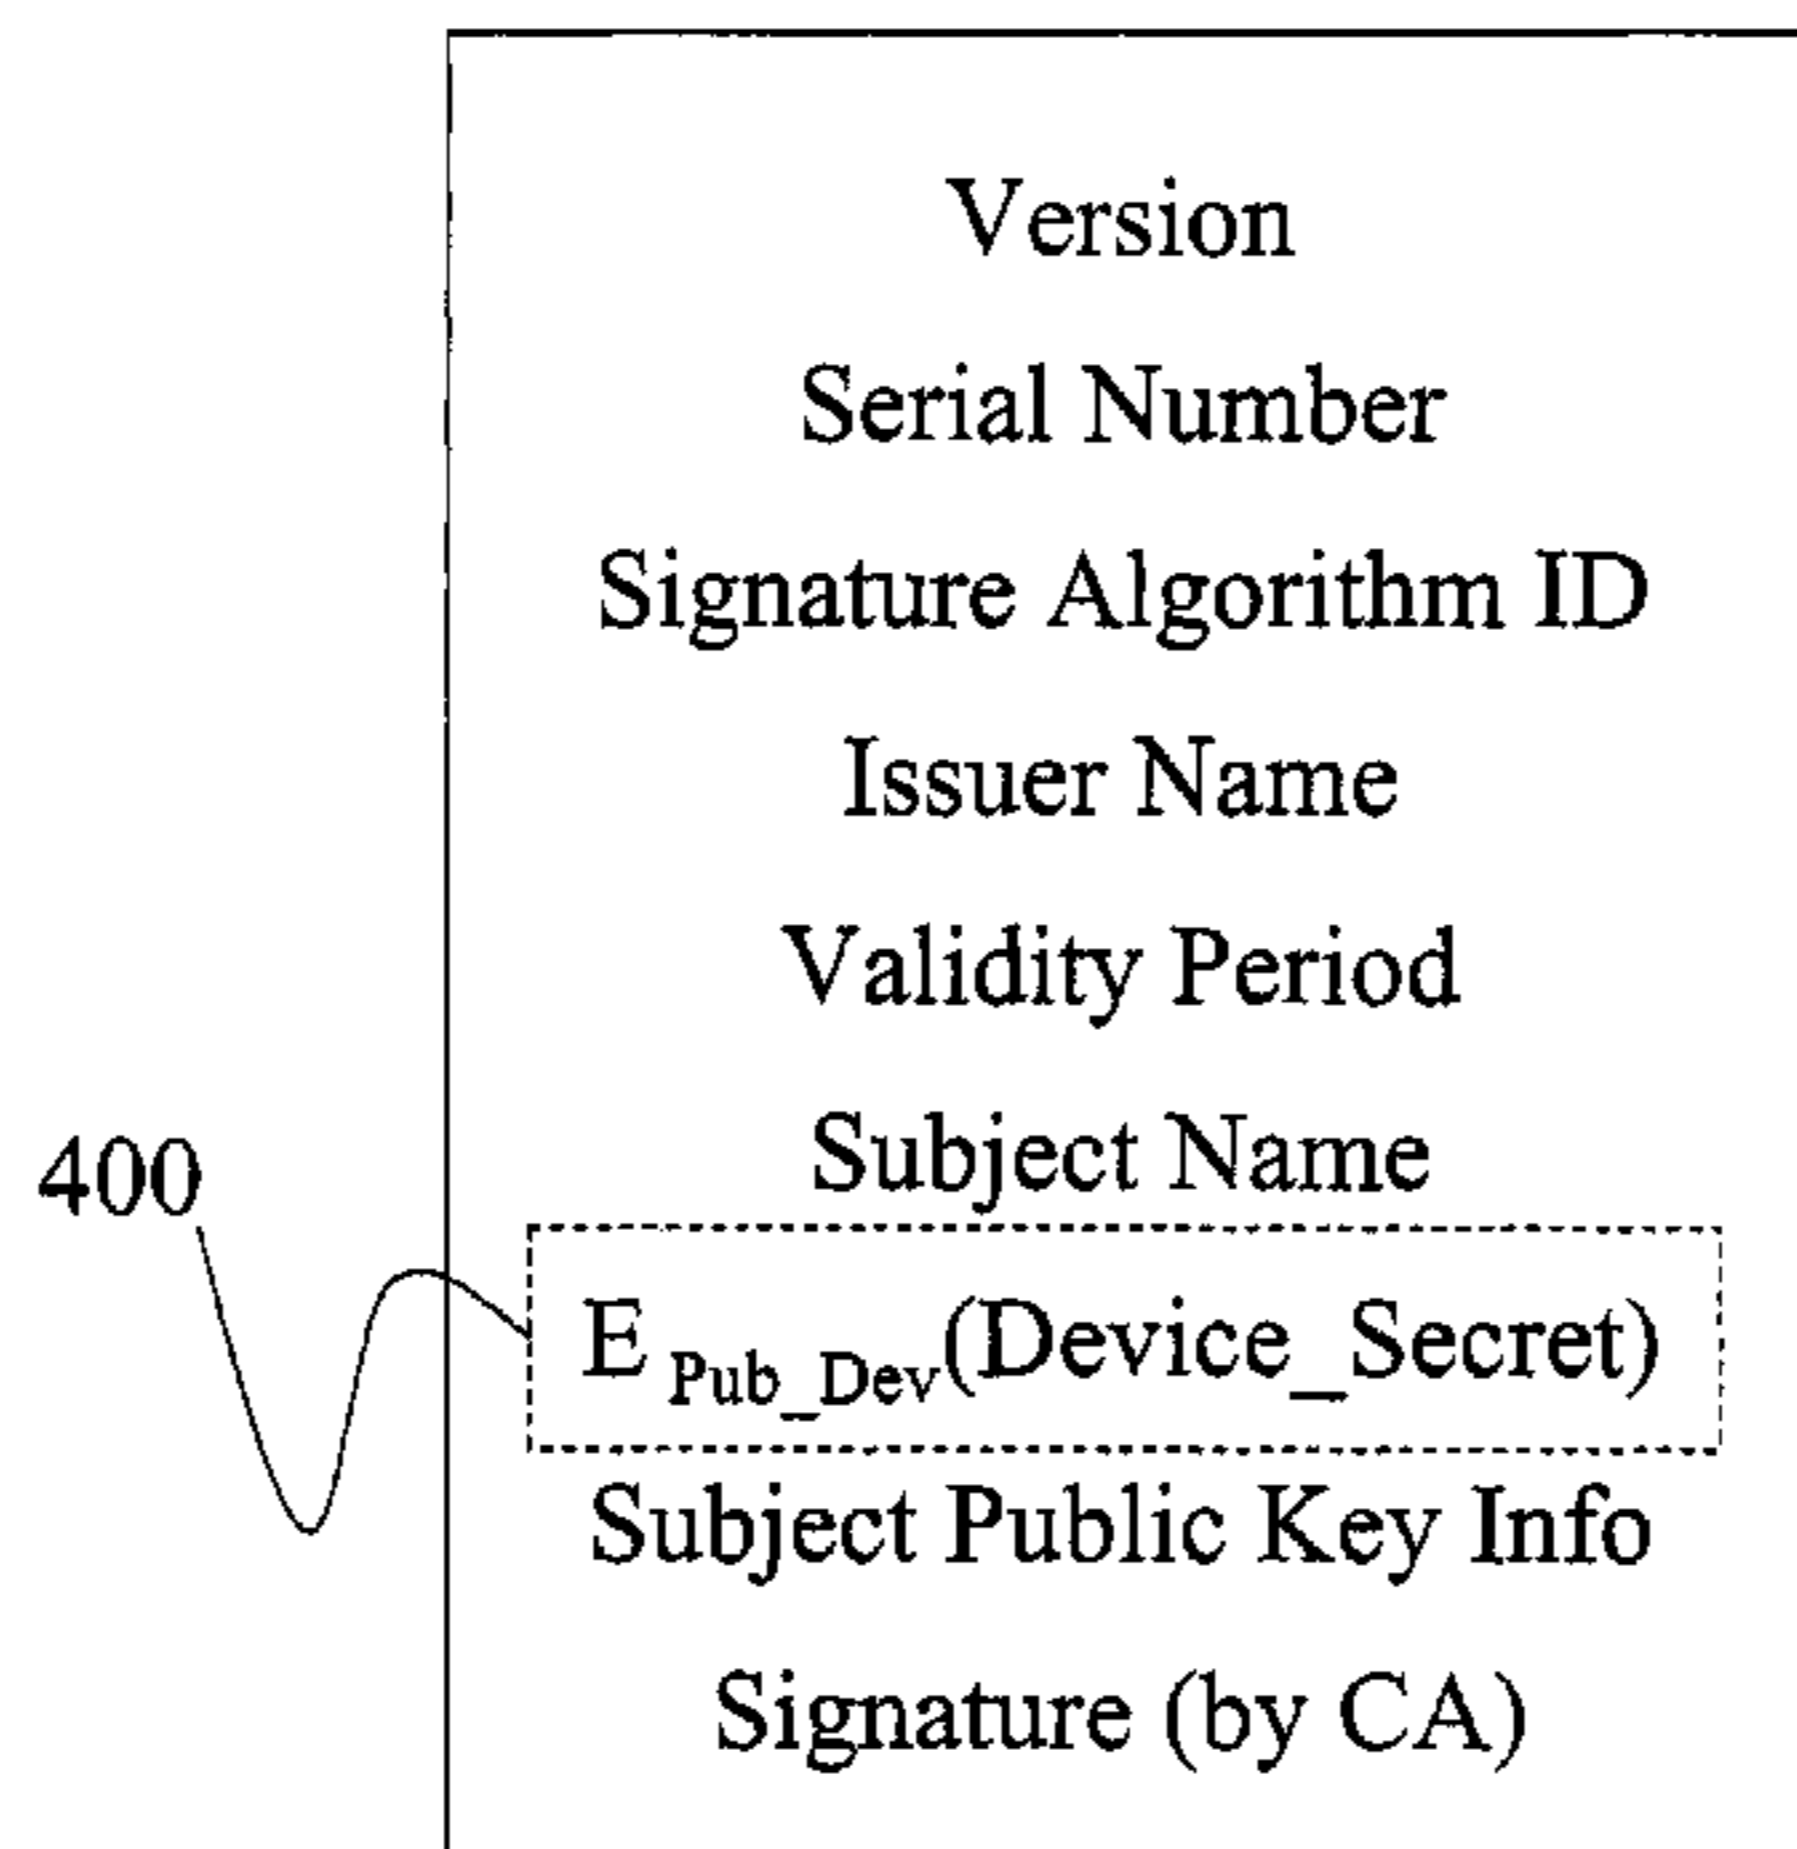 Version
Serial Number
Signature Algorithm ID
Issuer Name
Validity Period
Subject Name
400
E Pub_Dev(Device_Secret)
Subject Public Key Info
Signature (by CA)